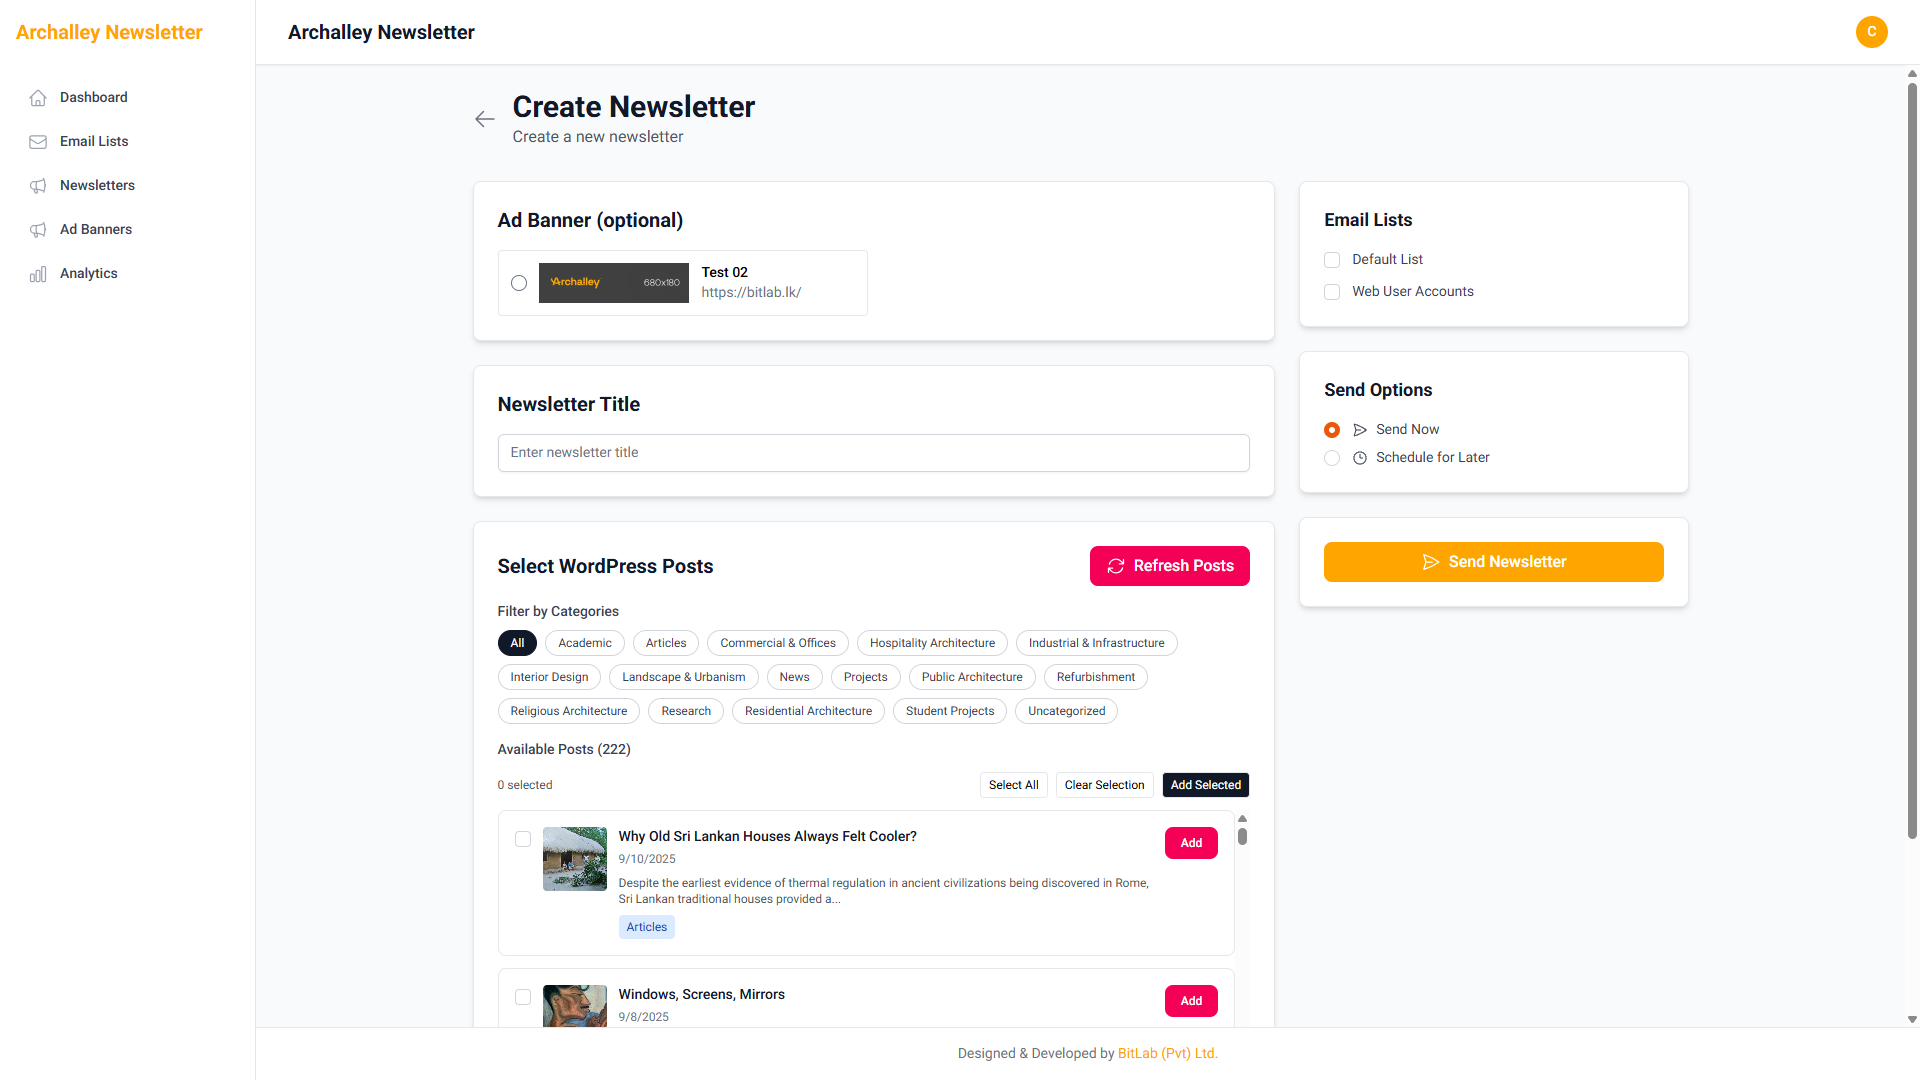 Archalley Newsletter
Archalley Newsletter
C
Dashboard
Email Lists
Newsletters
Ad Banners
Analytics
Create Newsletter
Create a new newsletter
Ad Banner (optional)
Archalley
680x180
Test 02
https://bitlab.lk/
Newsletter Title
Enter newsletter title
Select WordPress Posts
Refresh Posts
Filter by Categories
All
Academic
Articles
Commercial & Offices
Hospitality Architecture
Industrial & Infrastructure
Interior Design
Landscape & Urbanism
News
Projects
Public Architecture
Refurbishment
Religious Architecture
Research
Residential Architecture
Student Projects
Uncategorized
Available Posts (222)
0 selected
Select All
Clear Selection
Add Selected
Why Old Sri Lankan Houses Always Felt Cooler?
9/10/2025
Despite the earliest evidence of thermal regulation in ancient civilizations being discovered in Rome,
Sri Lankan traditional houses provided a...
Articles
Add
Windows, Screens, Mirrors
9/8/2025
Add
Email Lists
Default List
Web User Accounts
Send Options
Send Now
Schedule for Later
Send Newsletter
Designed & Developed by BitLab (Pvt) Ltd.